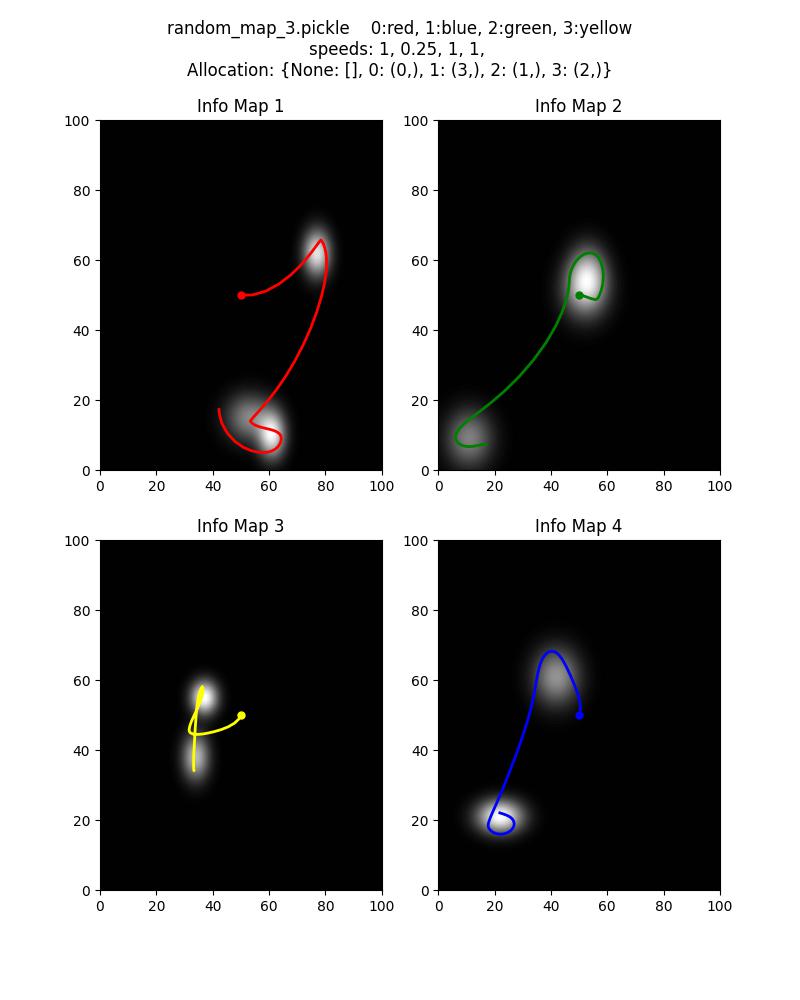 random_map_3.pickle    0:red, 1:blue, 2:green, 3:yellow
speeds: 1, 0.25, 1, 1,
Allocation: {None: [], 0: (0,), 1: (3,), 2: (1,), 3: (2,)}
Info Map 1
100
80
60
40
20
0
0 20 40 60 80 100
Info Map 2
100
80
60
40
20
0
0 20 40 60 80 100
Info Map 3
100
80
60
40
20
0
0 20 40 60 80 100
Info Map 4
100
80
60
40
20
0
0 20 40 60 80 100